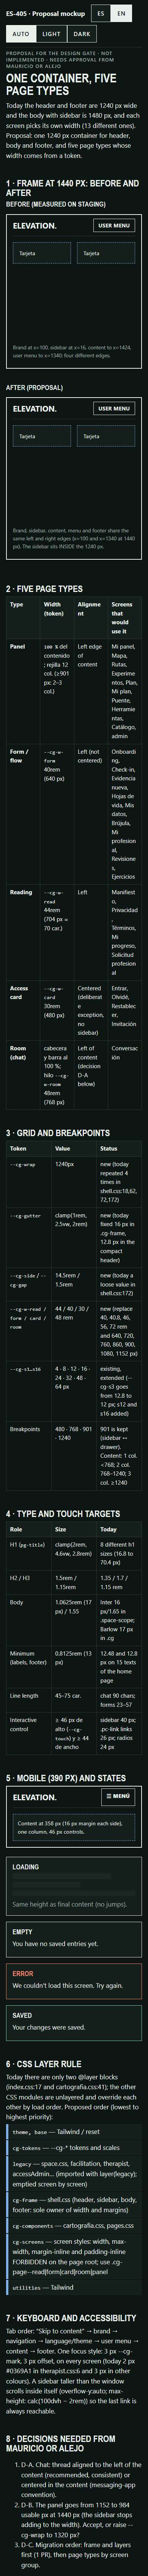 ES-405 · Proposal mockup
ES
EN
AUTO
LIGHT
DARK
PROPOSAL FOR THE DESIGN GATE · NOT
IMPLEMENTED · NEEDS APPROVAL FROM
MAURICIO OR ALEJO
ONE CONTAINER, FIVE
PAGE TYPES
Today the header and footer are 1240 px wide
and the body with sidebar is 1480 px, and each
screen picks its own width (13 different ones).
Proposal: one 1240 px container for header,
body and footer, and five page types whose
width comes from a token.
1 · FRAME AT 1440 PX: BEFORE AND
AFTER
BEFORE (MEASURED ON STAGING)
ELEVATION.
USER MENU
Tarjeta
Tarjeta
Brand at x=100, sidebar at x=16, content to x=1424,
user menu to x=1340: four different edges.
AFTER (PROPOSAL)
ELEVATION.
USER MENU
Tarjeta
Tarjeta
Brand, sidebar, content, menu and footer share the
same left and right edges (x=100 and x=1340 at 1440
px). The sidebar sits INSIDE the 1240 px.
2 · FIVE PAGE TYPES
Type
Width
(token)
Alignme
nt
Screens
that
would
use it
Panel
100 % del
contenido
; rejilla 12
col. (≥901
px: 2–3
col.)
Left edge
of
content
Mi panel,
Mapa,
Rutas,
Experime
ntos, Plan,
Mi plan,
Puente,
Herramie
ntas,
Catálogo,
admin
Form /
flow
--cg-w-
form
40rem
(640 px)
Left (not
centered)
Onboardi
ng,
Check-in,
Evidencia
nueva,
Hojas de
vida, Mis
datos,
Brújula,
Mi
profesion
al,
Revisione
s,
Ejercicios
Reading
--cg-w-
read
44rem
(704 px ≈
70 car.)
Left
Manifiest
o,
Privacidad
,
Términos,
Mi
progreso,
Solicitud
profesion
al
Access
card
--cg-w-
card
30rem
(480 px)
Centered
(deliberat
e
exception,
no
sidebar)
Entrar,
Olvidé,
Restablec
er,
Invitación
Room
(chat)
cabecera
y barra al
100 %;
hilo --cg-
w-room
48rem
(768 px)
Left of
content
(decision
D-A
below)
Conversac
ión
3 · GRID AND BREAKPOINTS
Token
Value
Status
--cg-wrap
1240px
new (today
repeated 4
times in
shell.css:18,62,
72,172)
--cg-gutter
clamp(1rem,
2.5vw, 2rem)
new (today
fixed 16 px in
.cg-frame,
12.8 px in the
compact
header)
--cg-side / --
cg-gap
14.5rem /
1.5rem
new (today a
loose value in
shell.css:172)
--cg-w-read /
form / card /
room
44 / 40 / 30 /
48 rem
new (replace
40, 40.8, 46,
56, 72 rem
and 640, 720,
760, 860, 900,
1080, 1152 px)
--cg-s1…s16
4 · 8 · 12 · 16 ·
24 · 32 · 48 ·
64 px
existing,
extended (--
cg-s3 goes
from 12.8 to
12 px; s12 and
s16 added)
Breakpoints
480 · 768 · 901
· 1240
901 is kept
(sidebar ↔
drawer).
Content: 1 col.
<768; 2 col.
768–1240; 3
col. ≥1240
4 · TYPE AND TOUCH TARGETS
Role
Size
Today
H1 (pg-title)
clamp(2rem,
4.6vw, 2.8rem)
8 different H1
sizes (16.8 to
70.4 px)
H2 / H3
1.5rem /
1.15rem
1.35 / 1.7 /
1.15 rem
Body
1.0625rem (17
px) / 1.55
Inter 16
px/1.65 in
.space-scope;
Barlow 17 px
in .cg
Minimum
(labels, footer)
0.8125rem (13
px)
12.48 and 12.8
px on 15 texts
of the home
page
Line length
45–75 car.
chat 90 chars;
forms 23–57
Interactive
control
≥ 46 px de
alto (--cg-
touch) y ≥ 44
de ancho
sidebar 40 px;
.pc-link links
26 px; radios
24 px
5 · MOBILE (390 PX) AND STATES
ELEVATION.
☰ MENÚ
Content at 358 px (16 px margin each side),
one column, 46 px controls.
LOADING
Same height as final content (no jumps).
EMPTY
You have no saved entries yet.
ERROR
We couldn't load this screen. Try again.
SAVED
Your changes were saved.
6 · CSS LAYER RULE
Today there are only two @layer blocks
(index.css:17 and cartografia.css:41); the other
CSS modules are unlayered and override each
other by load order. Proposed order (lowest to
highest priority):
theme, base — Tailwind / reset
cg-tokens — --cg-* tokens and scales
legacy — space.css, facilitador, therapist,
accessAdmin… (imported with layer(legacy);
emptied screen by screen)
cg-frame — shell.css (header, sidebar, body,
footer: sole owner of width and margins)
cg-components — cartografia.css, pages.css
cg-screens — screen styles: width, max-
width, margin-inline and padding-inline
FORBIDDEN on the page root; use .cg-
page--read|form|card|room|panel
utilities — Tailwind
7 · KEYBOARD AND ACCESSIBILITY
Tab order: "Skip to content" → brand →
navigation → language/theme → user menu →
content → footer. One focus style: 3 px ring,
3 px offset, on every screen (today 2 px
#0369A1 in therapist.css:6 and 3 px in other
colours). A sidebar taller than the window
scrolls inside itself (overflow-y:auto; max-
height: calc(100dvh − 2rem)) so the last link is
always reachable.
8 · DECISIONS NEEDED FROM
MAURICIO OR ALEJO
1. D-A. Chat: thread aligned to the left of the
content (recommended, consistent) or
centered in the content (messaging-app
convention).
2. D-B. The panel goes from 1152 to 984
usable px at 1440 px (the sidebar stops
adding to the width). Accept, or raise --
cg-wrap to 1320 px?
3. D-C. Migration order: frame and layers
first (1 PR), then page types by screen
group.